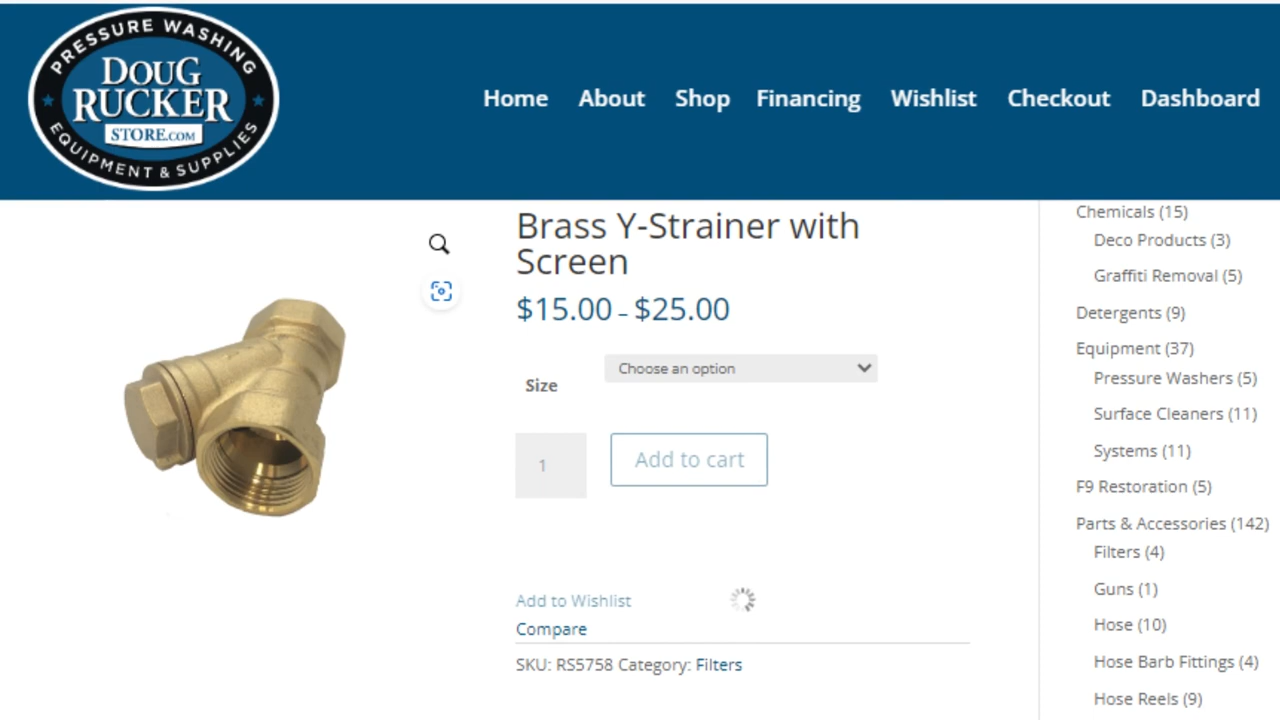 PRESSURE WASHING
DOUG
RUCKER
STORE.COM
EQUIPMENT & SUPPLIES
Home About Shop Financing Wishlist Checkout Dashboard
Brass Y-Strainer with
Screen
$15.00 – $25.00
Size
Choose an option
1
Add to cart
Add to Wishlist
Compare
SKU: RS5758 Category: Filters
Chemicals (15)
Deco Products (3)
Graffiti Removal (5)
Detergents (9)
Equipment (37)
Pressure Washers (5)
Surface Cleaners (11)
Systems (11)
F9 Restoration (5)
Parts & Accessories (142)
Filters (4)
Guns (1)
Hose (10)
Hose Barb Fittings (4)
Hose Reels (9)